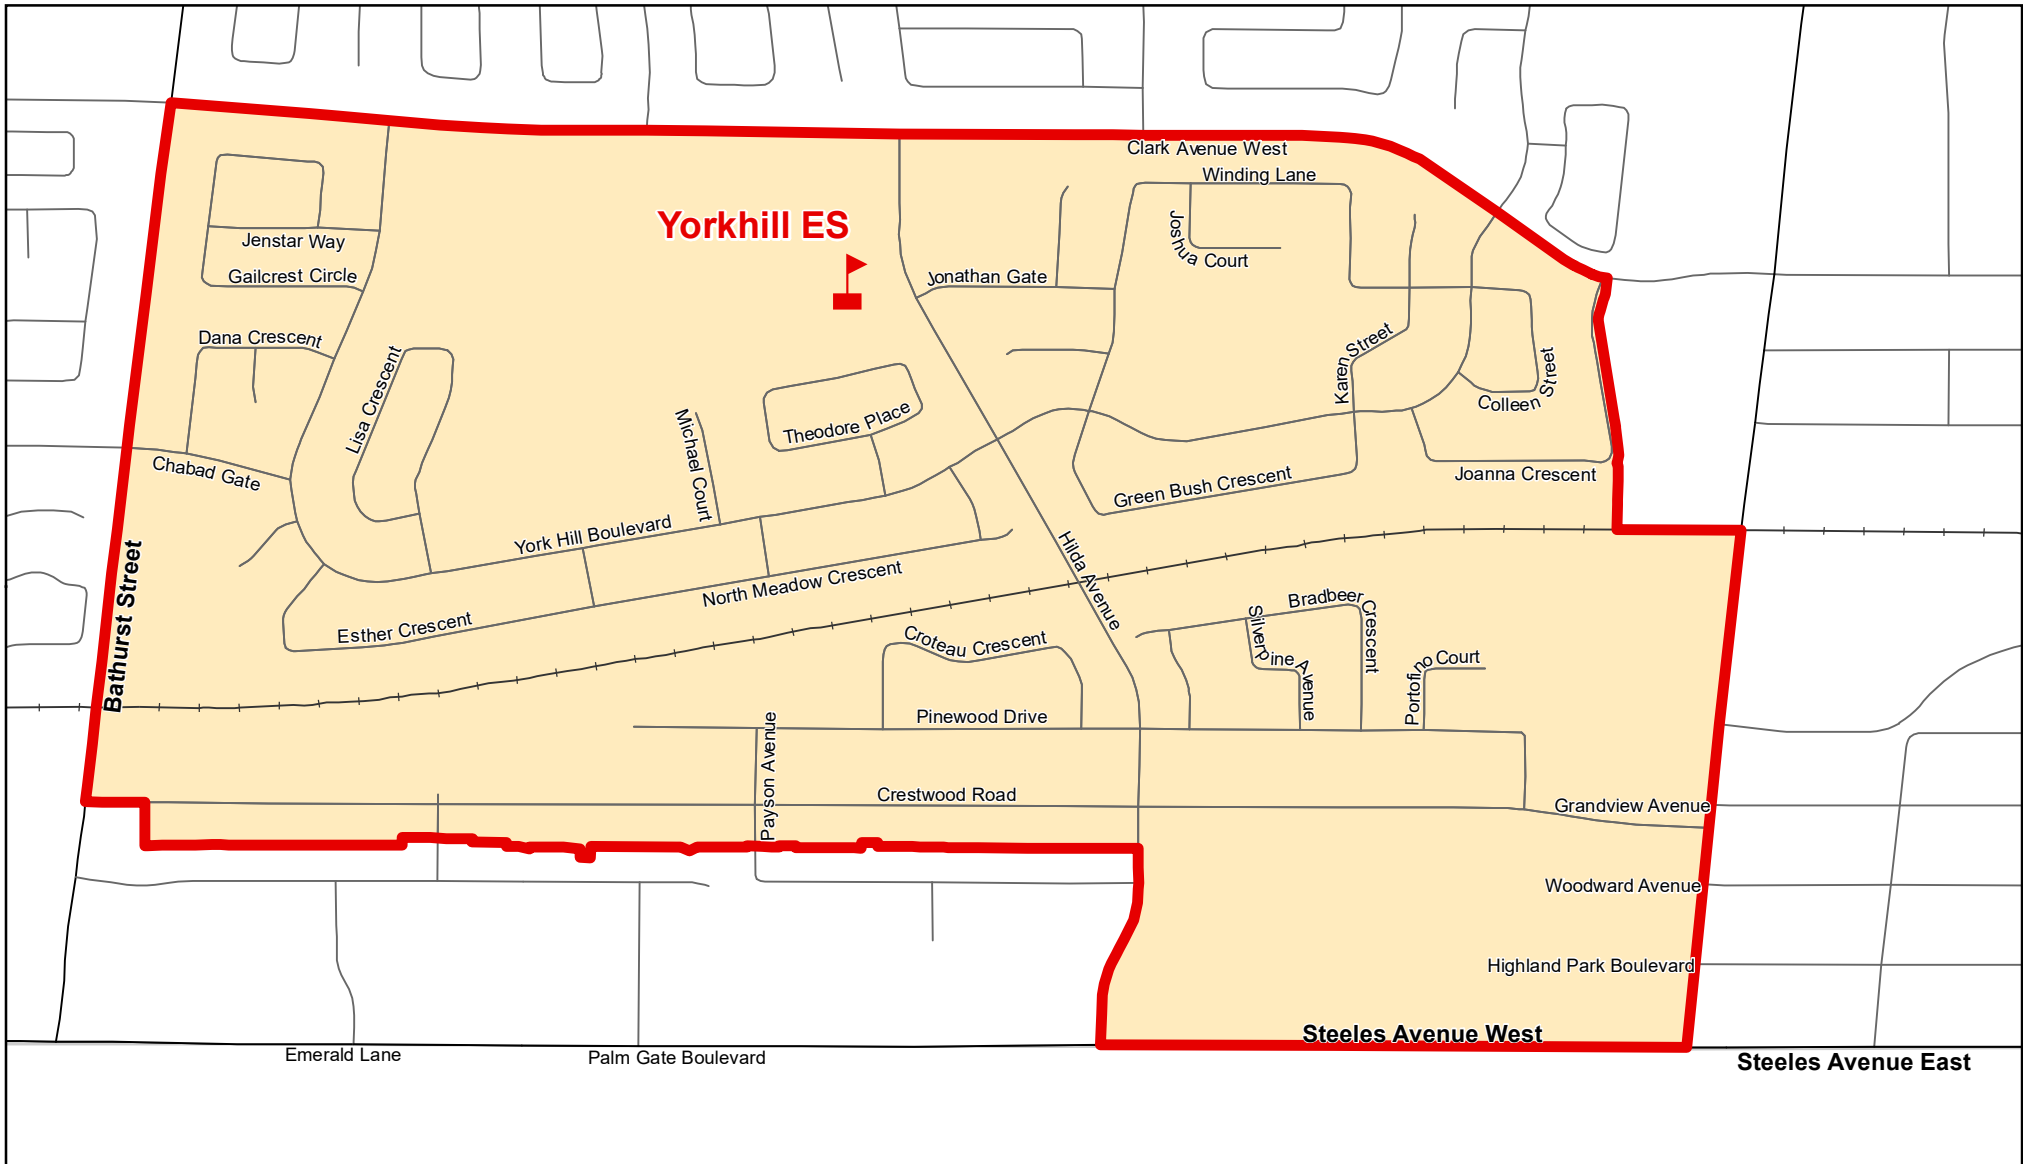 Clark Avenue West
Winding Lane
Yorkhill ES
Joshua Court
Jenstar Way
Gailcrest Circle
Jonathan Gate
Dana Crescent
Lisa Crescent
Karen Street
Colleen Street
Theodore Place
Michael Court
Chabad Gate
Joanna Crescent
Green Bush Crescent
York Hill Boulevard
Hilda Avenue
North Meadow Crescent
Bathurst Street
Esther Crescent
Croteau Crescent
Bradbeer Crescent
Silverpine Avenue
Portofino Court
Pinewood Drive
Payson Avenue
Crestwood Road
Grandview Avenue
Woodward Avenue
Highland Park Boulevard
Steeles Avenue West
Emerald Lane
Palm Gate Boulevard
Steeles Avenue East